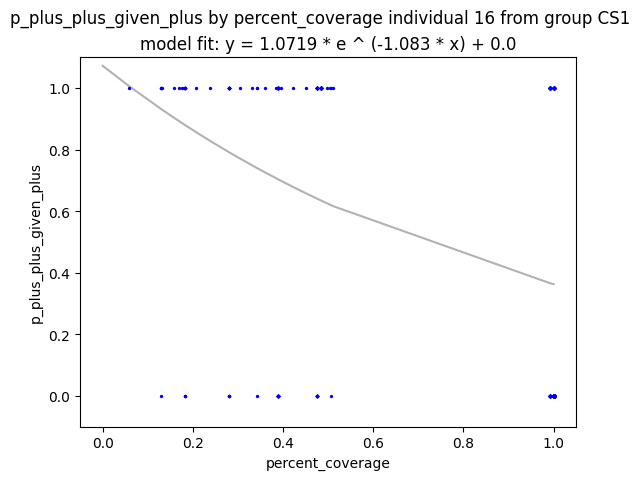 p_plus_plus_given_plus by percent_coverage individual 16 from group CS1
model fit: y = 1.0719 * e ^ (-1.083 * x) + 0.0
p_plus_plus_given_plus
1.0
0.8
0.6
0.4
0.2
0.0
0.0 0.2 0.4 0.6 0.8 1.0
percent_coverage